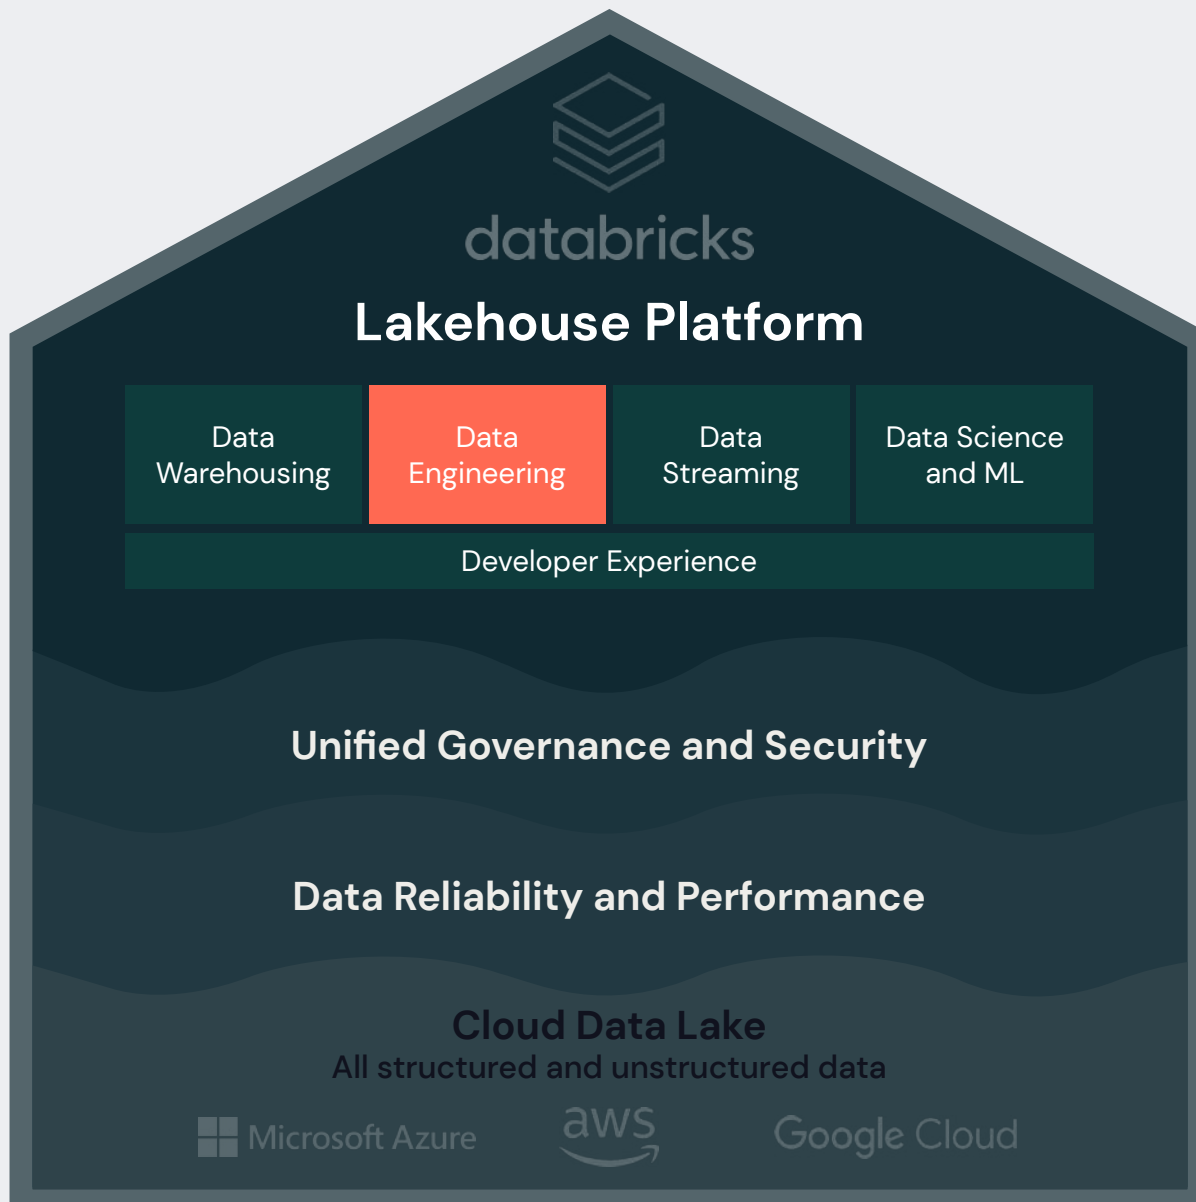 databricks
Lakehouse Platform
Data
Warehousing
Data
Engineering
Data
Streaming
Data Science
and ML
Developer Experience
Unified Governance and Security
Data Reliability and Performance
Cloud Data Lake
All structured and unstructured data
Microsoft Azure
aws
Google Cloud